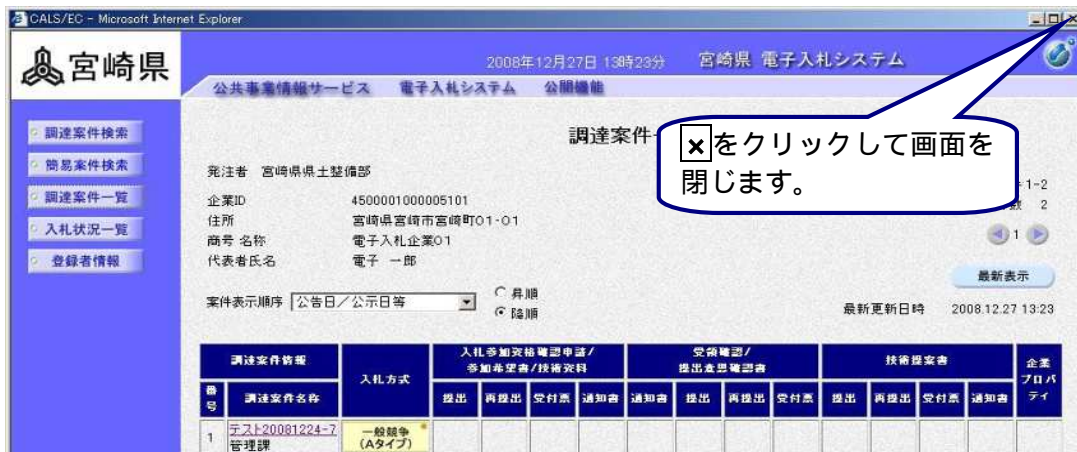 CALS/EC - Microsoft Internet Explorer
宮崎県
2008年12月27日 13時23分
宮崎県 電子入札システム
公共事業情報サービス
電子入札システム
公開機能
調達案件検索
簡易案件検索
調達案件一覧
入札状況一覧
登録者情報
調達案件
×をクリックして画面を
閉じます。
発注者 宮崎県県土整備部
企業ID 4500001000005101
住所 宮崎県宮崎市宮崎町01-01
商号 名称 電子入札企業01
代表者氏名 電子 一郎
1-2
数 2
1
案件表示順序 公告日/公示日等
昇順
降順
最新表示
最新更新日時 2008.12.27 13:23
調達案件情報
入札方式
入札参加資格確認申請/
参加希望書/技術資料
受領確認/
提出意思確認書
技術提案書
企業
プロパ
ティ
番
号
調達案件名称
提出 再提出 受付票 通知書 通知書 提出 再提出 受付票 提出 再提出 受付票 通知書
1
テスト20081224-7
管理課
一般競争
(Aタイプ)